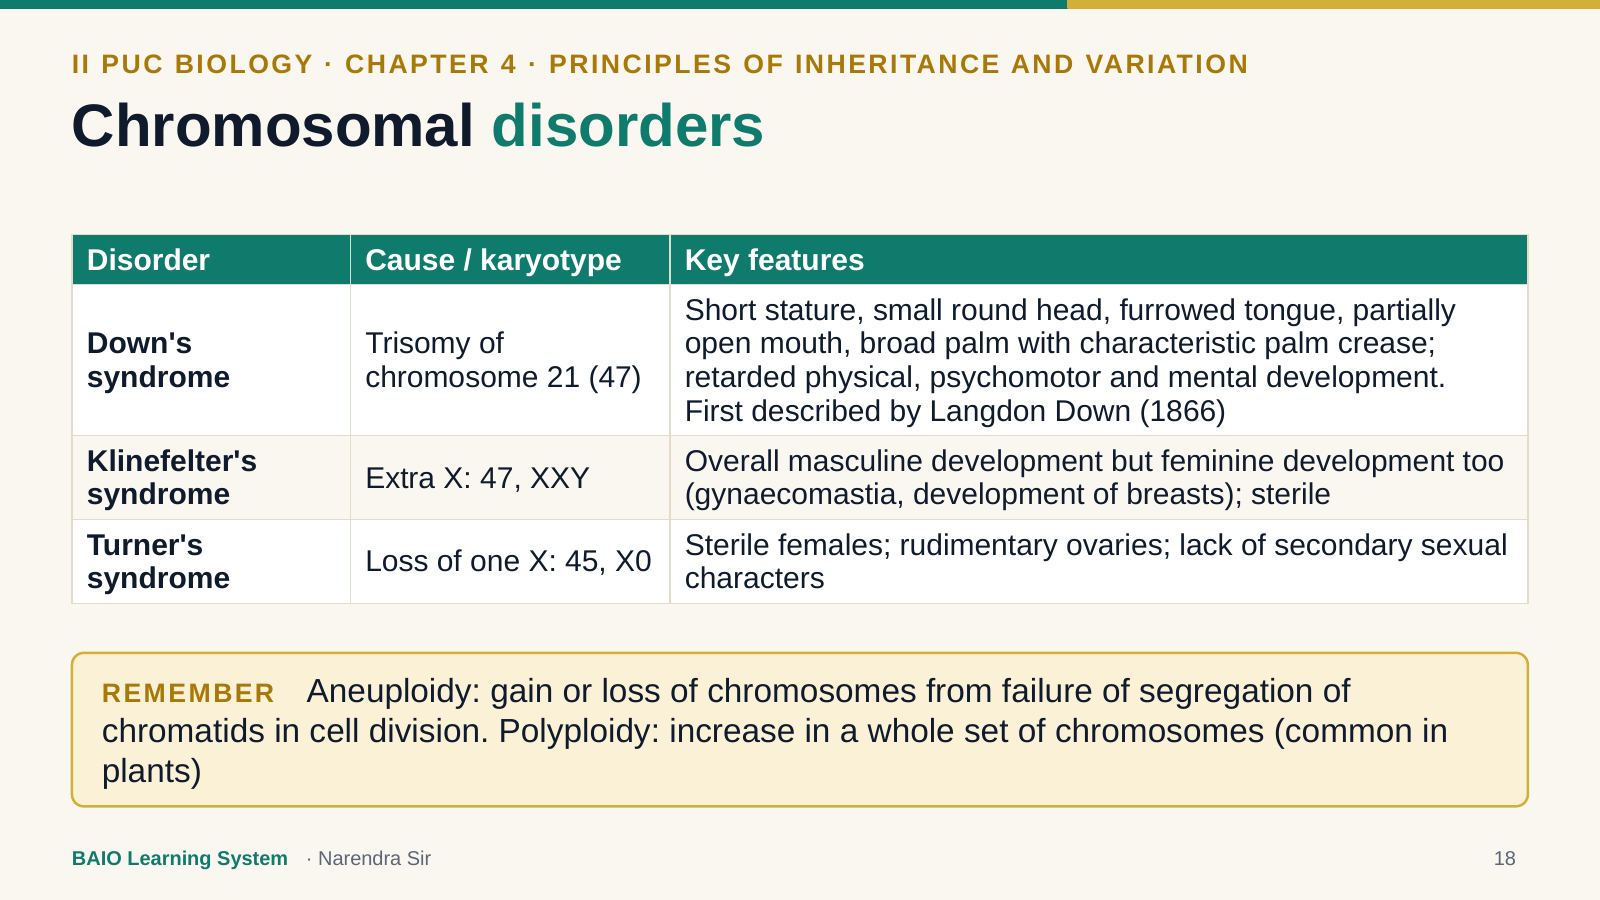 II PUC BIOLOGY · CHAPTER 4 · PRINCIPLES OF INHERITANCE AND VARIATION
Chromosomal disorders
Disorder
Cause / karyotype
Key features
Down's
syndrome
Trisomy of
chromosome 21 (47)
Short stature, small round head, furrowed tongue, partially
open mouth, broad palm with characteristic palm crease;
retarded physical, psychomotor and mental development.
First described by Langdon Down (1866)
Klinefelter's
syndrome
Extra X: 47, XXY
Overall masculine development but feminine development too
(gynaecomastia, development of breasts); sterile
Turner's
syndrome
Loss of one X: 45, X0
Sterile females; rudimentary ovaries; lack of secondary sexual
characters
REMEMBER Aneuploidy: gain or loss of chromosomes from failure of segregation of
chromatids in cell division. Polyploidy: increase in a whole set of chromosomes (common in
plants)
BAIO Learning System · Narendra Sir
18